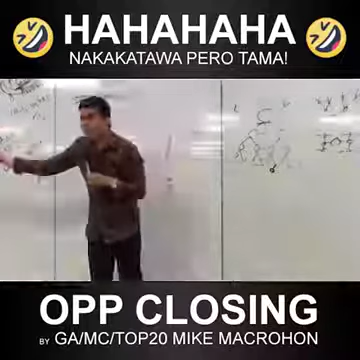 HAHAHAHA
NAKAKATAWA PERO TAMA!
OPP CLOSING
BY GA/MC/TOP20 MIKE MACROHON